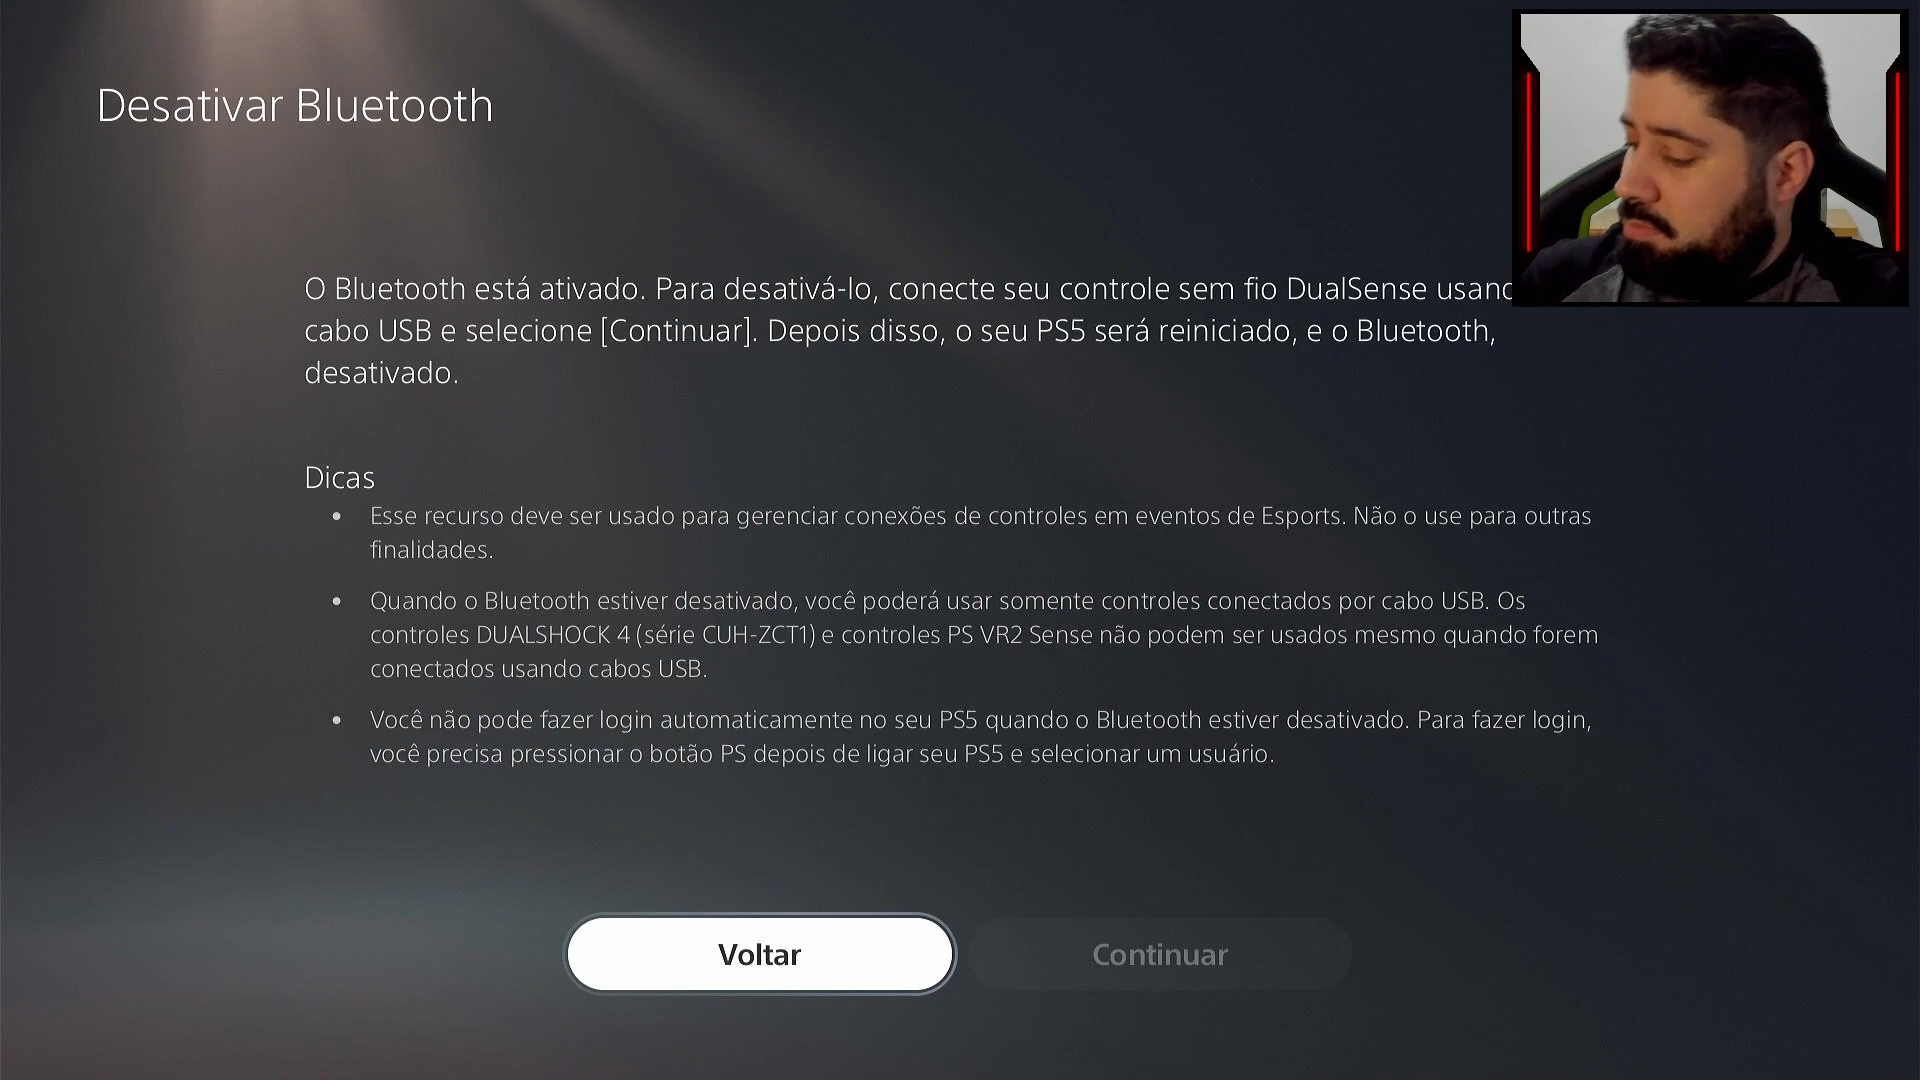 Desativar Bluetooth
O Bluetooth está ativado. Para desativá-lo, conecte seu controle sem fio DualSense
cabo USB e selecione [Continuar]. Depois disso, o seu PS5 será reiniciado, e o Bluetooth,
desativado.
Dicas
• Esse recurso deve ser usado para gerenciar conexões de controles em eventos de Esports. Não o use para outras
finalidades.
• Quando o Bluetooth estiver desativado, você poderá usar somente controles conectados por cabo USB. Os
controles DUALSHOCK 4 (série CUH-ZCT1) e controles PS VR2 Sense não podem ser usados mesmo quando forem
conectados usando cabos USB.
• Você não pode fazer login automaticamente no seu PS5 quando o Bluetooth estiver desativado. Para fazer login,
você precisa pressionar o botão PS depois de ligar seu PS5 e selecionar um usuário.
Voltar
Continuar